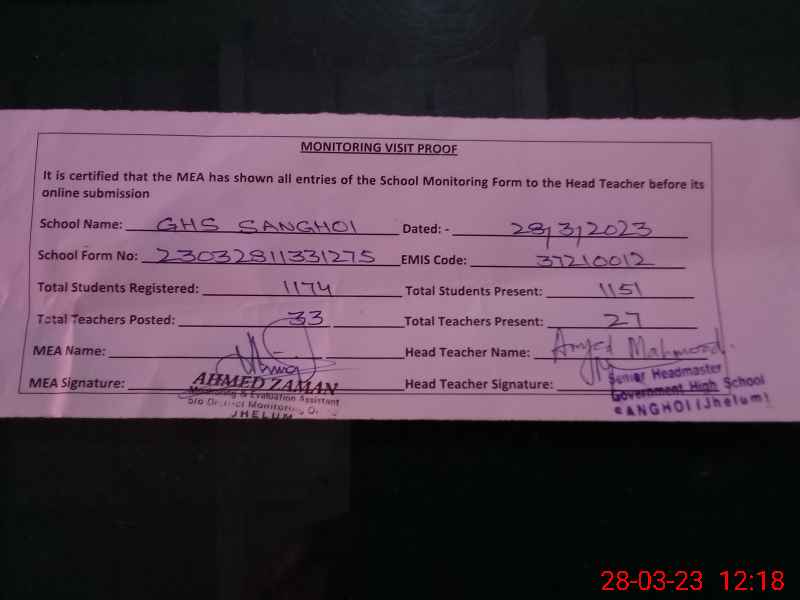 MONITORING VISIT PROOF
It is certified that the MEA has shown all entries of the School Monitoring Form to the Head Teacher before its
online submission
School Name: GHS SANGHOI Dated: - 28/3/2023
School Form No: 23032811331275 EMIS Code: 37210012
Total Students Registered: 1174 Total Students Present: 1151
Total Teachers Posted: 33 Total Teachers Present: 27
MEA Name: Head Teacher Name: Amjed Mahmood.
MEA Signature: Head Teacher Signature:
AHMED ZAMAN
Monitoring & Evaluation Assistant
o/o District Monitoring
JHELUM
Senior Headmaster
Government High School
SANGHOI (Jhelum)
28-03-23 12:18